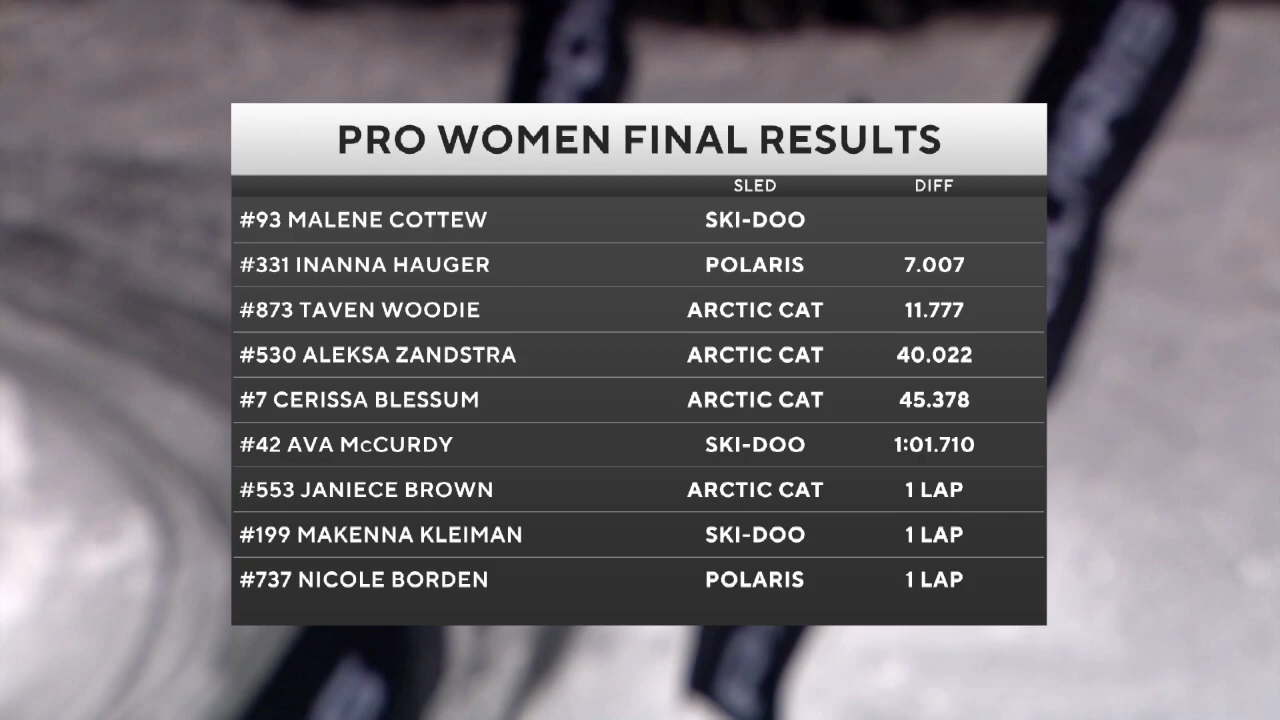 PRO WOMEN FINAL RESULTS
SLED DIFF
#93 MALENE COTTEW SKI-DOO
#331 INANNA HAUGER POLARIS 7.007
#873 TAVEN WOODIE ARCTIC CAT 11.777
#530 ALEKSA ZANDSTRA ARCTIC CAT 40.022
#7 CERISSA BLESSUM ARCTIC CAT 45.378
#42 AVA McCURDY SKI-DOO 1:01.710
#553 JANIECE BROWN ARCTIC CAT 1 LAP
#199 MAKENNA KLEIMAN SKI-DOO 1 LAP
#737 NICOLE BORDEN POLARIS 1 LAP